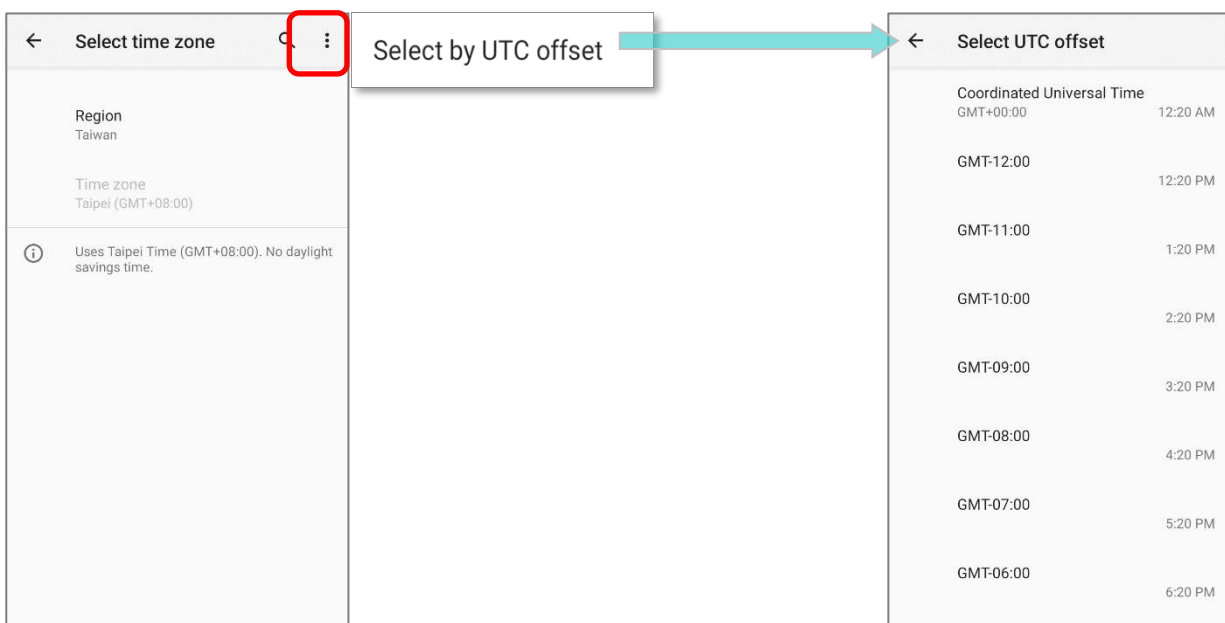 Select time zone
Region
Taiwan
Time zone
Taipei (GMT+08:00)
Uses Taipei Time (GMT+08:00). No daylight
savings time.
Select by UTC offset
Select UTC offset
Coordinated Universal Time
GMT+00:00 12:20 AM
GMT-12:00
12:20 PM
GMT-11:00
1:20 PM
GMT-10:00
2:20 PM
GMT-09:00
3:20 PM
GMT-08:00
4:20 PM
GMT-07:00
5:20 PM
GMT-06:00
6:20 PM